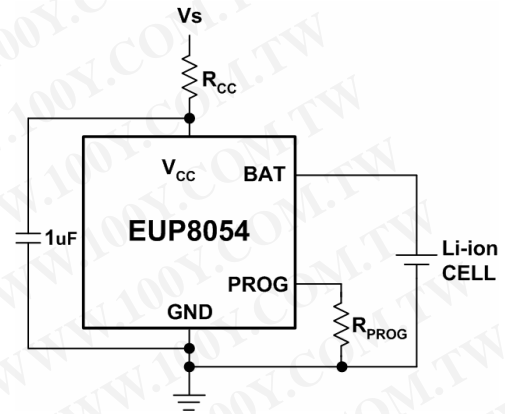 Vs
RCC
VCC
BAT
1uF
EUP8054
Li-ion
CELL
PROG
GND
RPROG
WWW.100Y.COM.TW